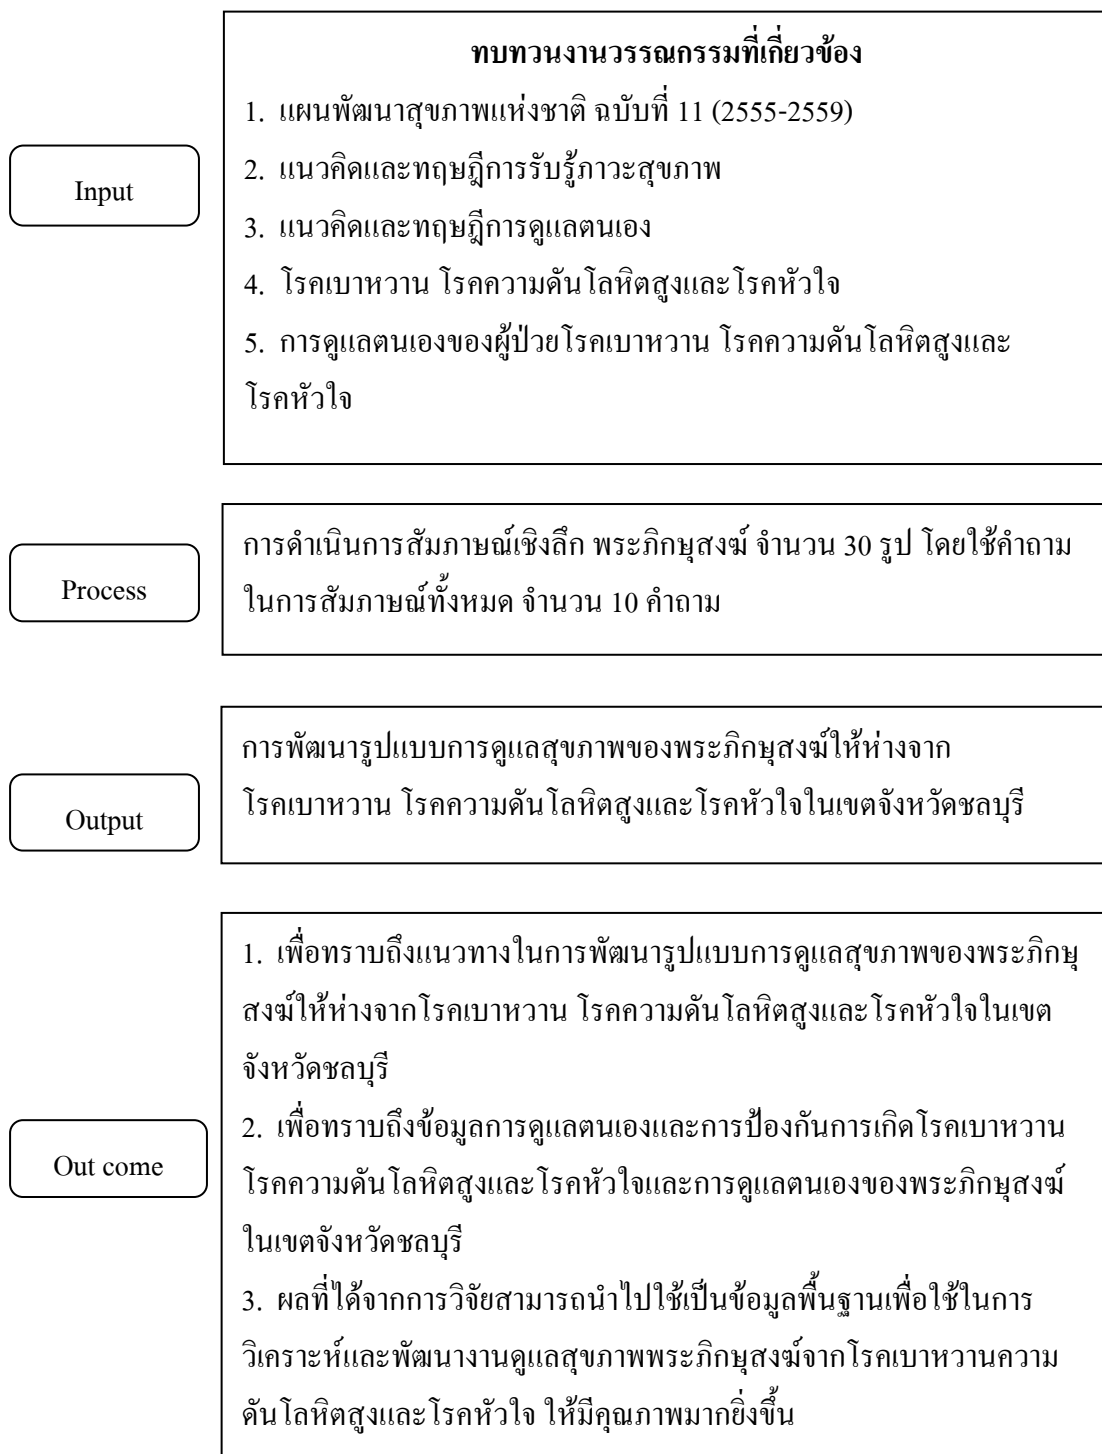 ทบทวนงานวรรณกรรมที่เกี่ยวข้อง
1. แผนพัฒนาสุขภาพแห่งชาติ ฉบับที่ 11 (2555-2559)
Input
2. แนวคิดและทฤษฎีการรับรู้ภาวะสุขภาพ
3. แนวคิดและทฤษฎีการดูแลตนเอง
4. โรคเบาหวาน โรคความดันโลหิตสูงและโรคหัวใจ
5. การดูแลตนเองของผู้ป่วยโรคเบาหวาน โรคความดันโลหิตสูงและ
โรคหัวใจ
Process
การดำเนินการสัมภาษณ์เชิงลึก พระภิกษุสงฆ์ จำนวน 30 รูป โดยใช้คำถาม
ในการสัมภาษณ์ทั้งหมด จำนวน 10 คำถาม
Output
การพัฒนารูปแบบการดูแลสุขภาพของพระภิกษุสงฆ์ให้ห่างจาก
โรคเบาหวาน โรคความดันโลหิตสูงและโรคหัวใจในเขตจังหวัดชลบุรี
Out come
1. เพื่อทราบถึงแนวทางในการพัฒนารูปแบบการดูแลสุขภาพของพระภิกษุ
สงฆ์ให้ห่างจากโรคเบาหวาน โรคความดันโลหิตสูงและโรคหัวใจในเขต
จังหวัดชลบุรี
2. เพื่อทราบถึงข้อมูลการดูแลตนเองและการป้องกันการเกิดโรคเบาหวาน
โรคความดันโลหิตสูงและโรคหัวใจและการดูแลตนเองของพระภิกษุสงฆ์
ในเขตจังหวัดชลบุรี
3. ผลที่ได้จากการวิจัยสามารถนำไปใช้เป็นข้อมูลพื้นฐานเพื่อใช้ในการ
วิเคราะห์และพัฒนางานดูแลสุขภาพพระภิกษุสงฆ์จากโรคเบาหวานความ
ดันโลหิตสูงและโรคหัวใจ ให้มีคุณภาพมากยิ่งขึ้น